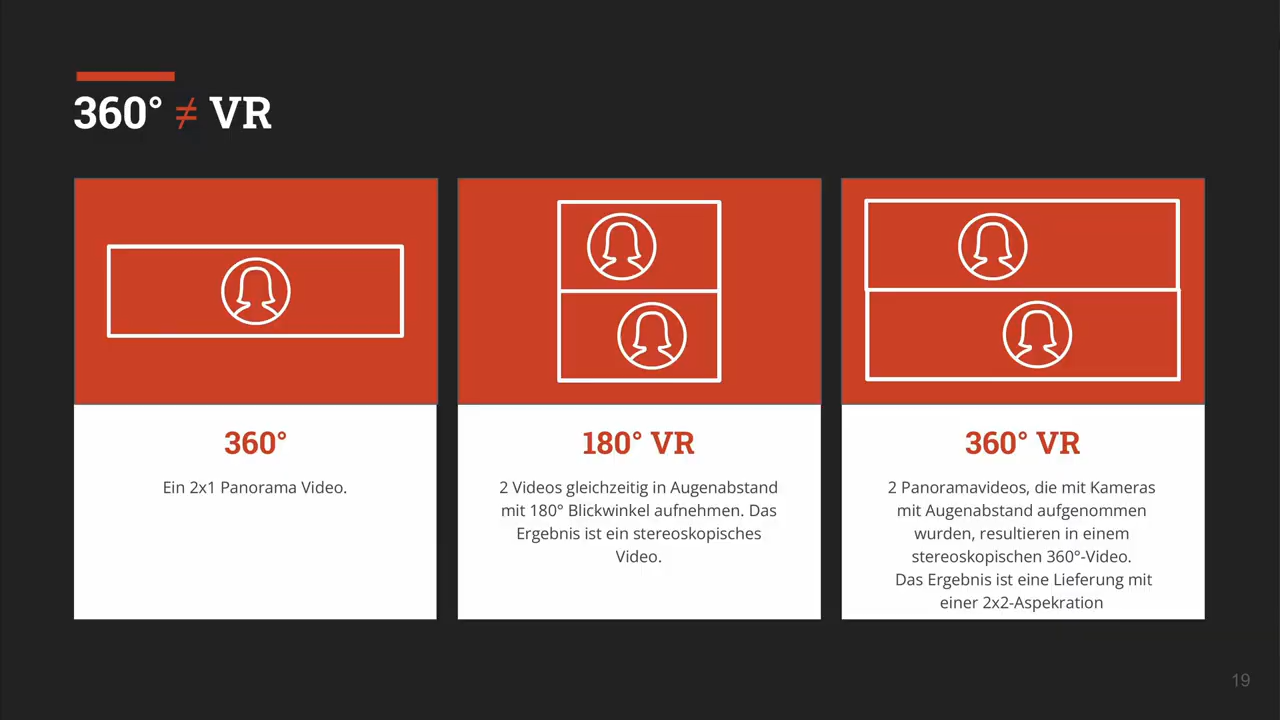 360° ≠ VR
360°
Ein 2x1 Panorama Video.
180° VR
2 Videos gleichzeitig in Augenabstand
mit 180° Blickwinkel aufnehmen. Das
Ergebnis ist ein stereoskopisches
Video.
360° VR
2 Panoramavideos, die mit Kameras
mit Augenabstand aufgenommen
wurden, resultieren in einem
stereoskopischen 360°-Video.
Das Ergebnis ist eine Lieferung mit
einer 2x2-Aspekration
19